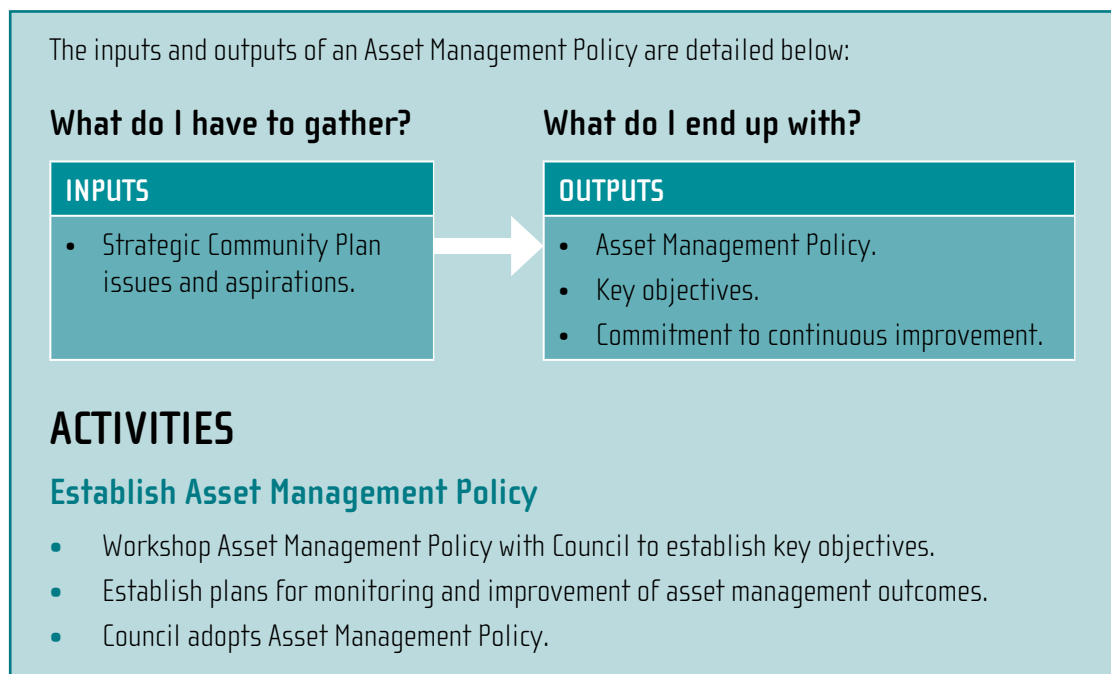 The inputs and outputs of an Asset Management Policy are detailed below:
What do I have to gather?
INPUTS
• Strategic Community Plan
issues and aspirations.
What do I end up with?
OUTPUTS
• Asset Management Policy.
• Key objectives.
• Commitment to continuous improvement.
ACTIVITIES
Establish Asset Management Policy
• Workshop Asset Management Policy with Council to establish key objectives.
• Establish plans for monitoring and improvement of asset management outcomes.
• Council adopts Asset Management Policy.